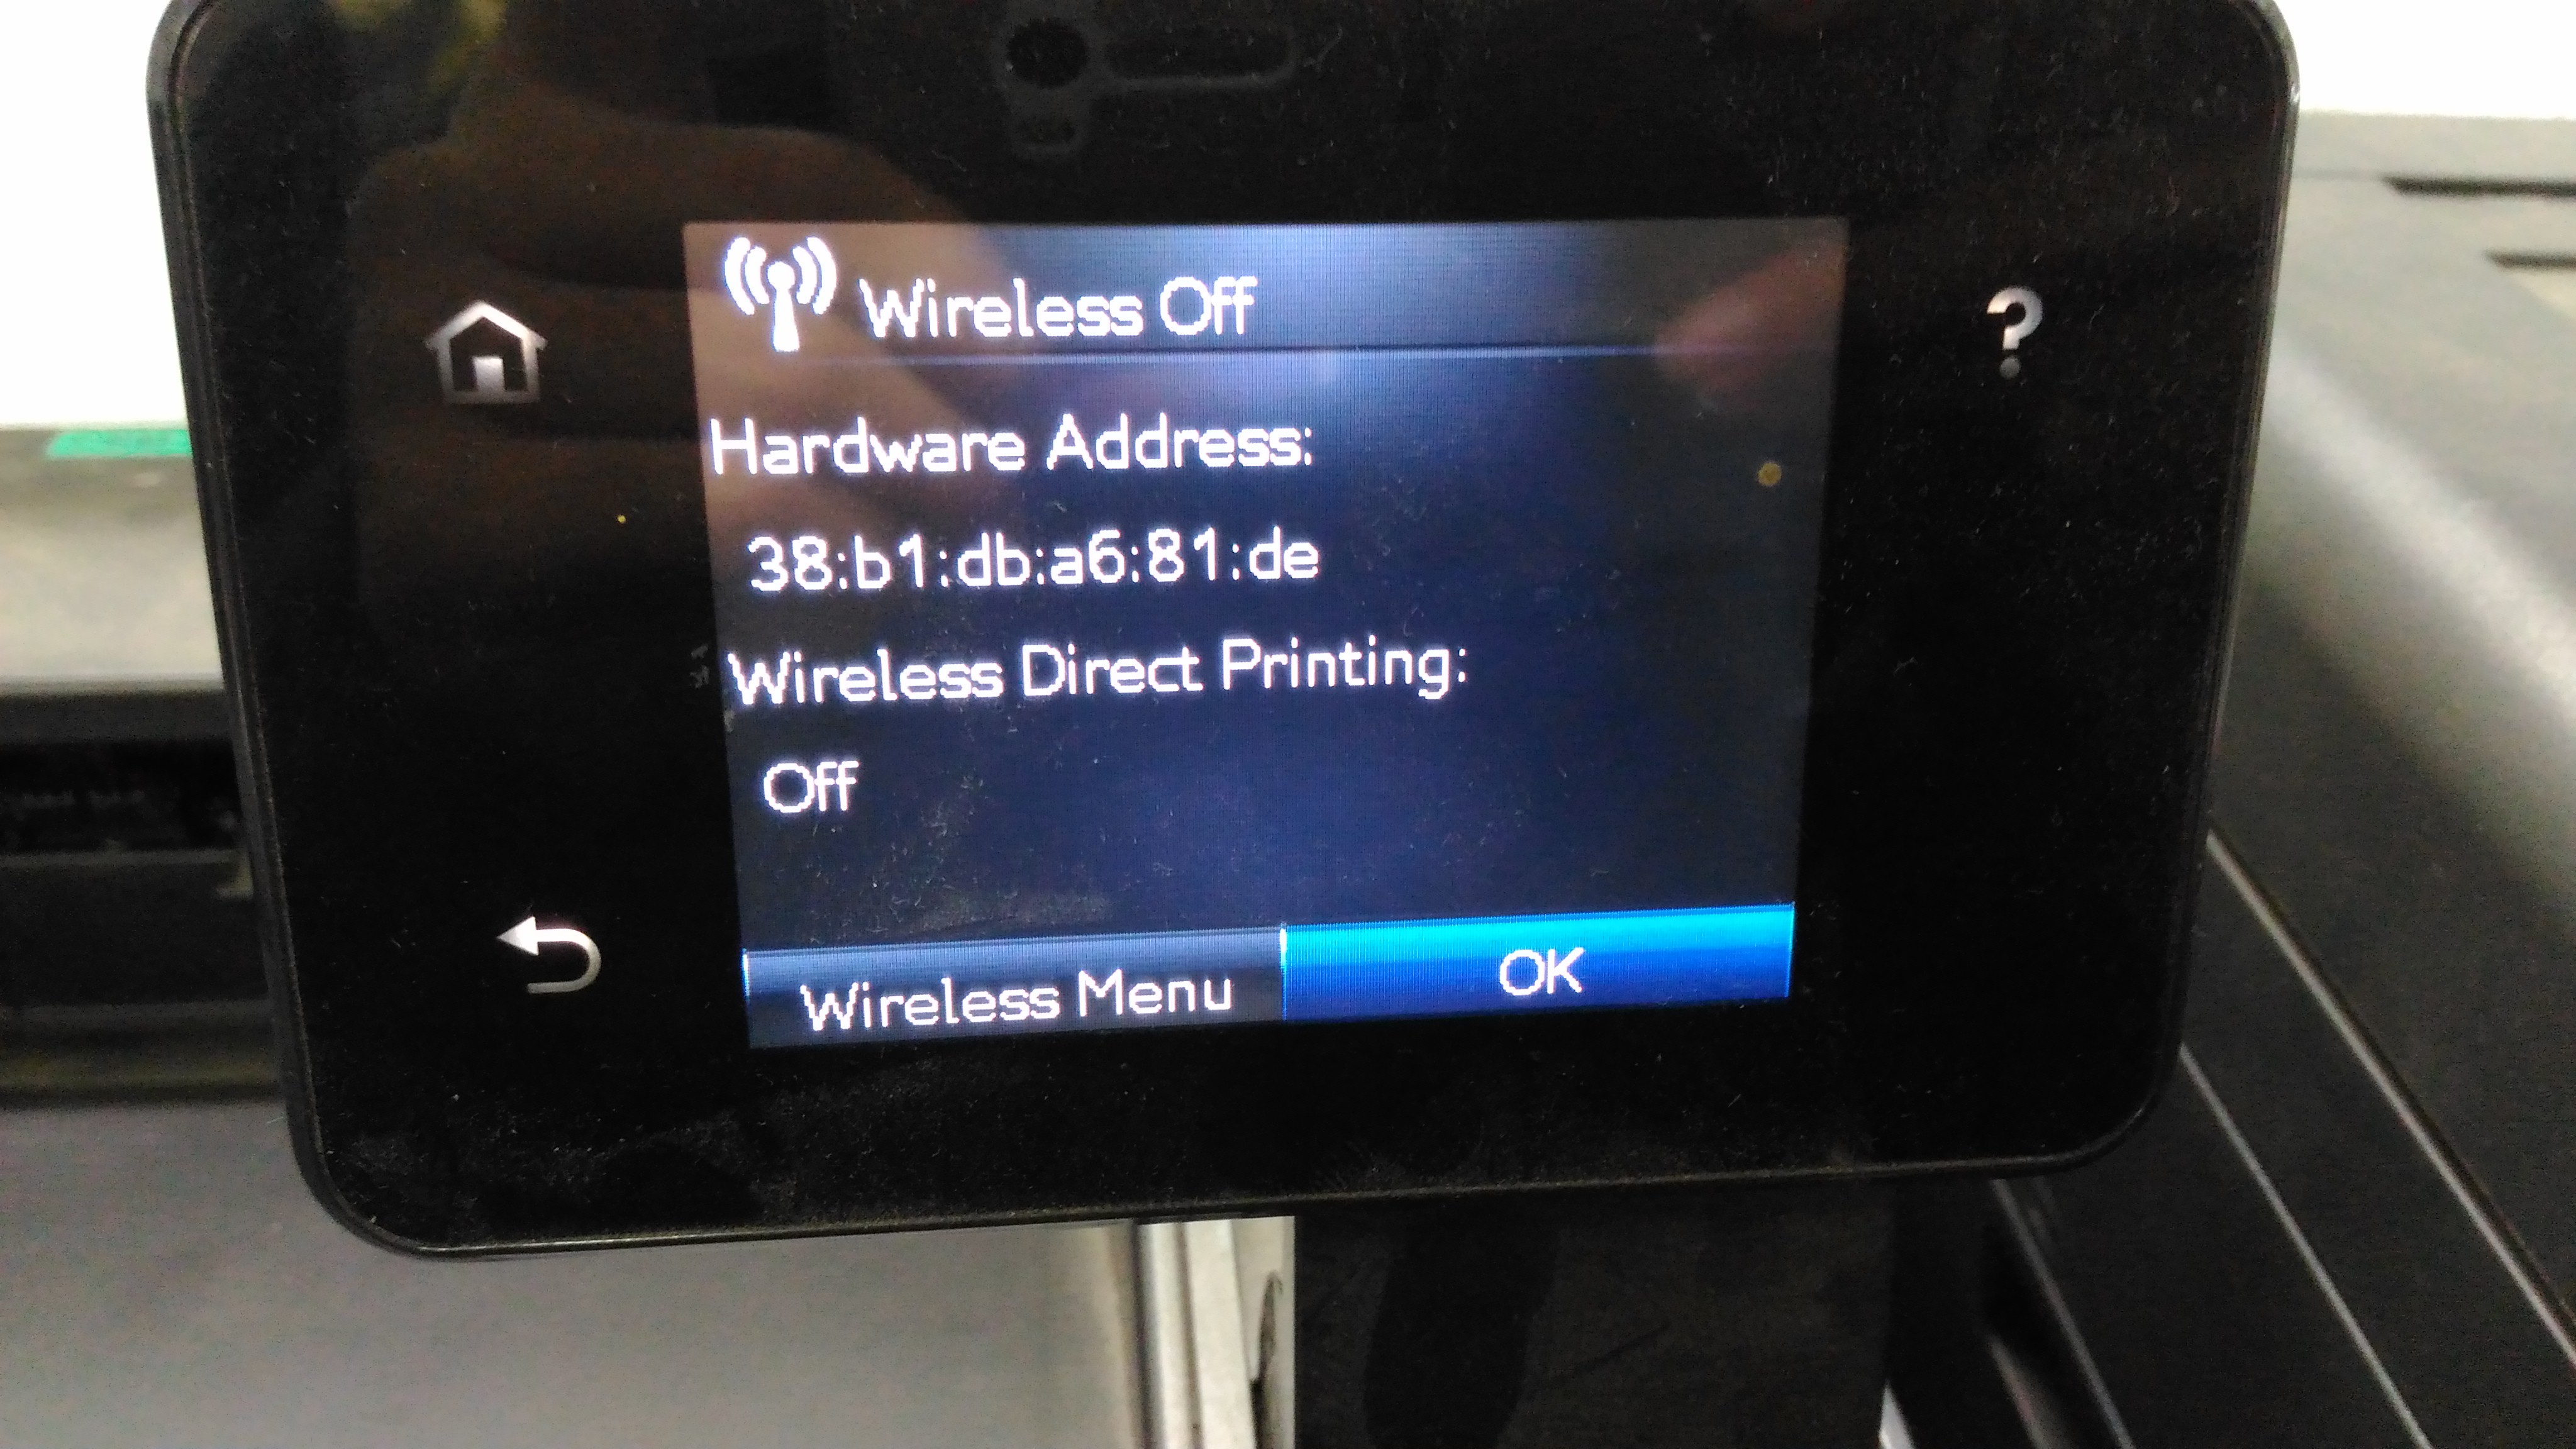 Wireless Off
Hardware Address:
38:b1:db:a6:81:de
Wireless Direct Printing:
Off
Wireless Menu
OK
?